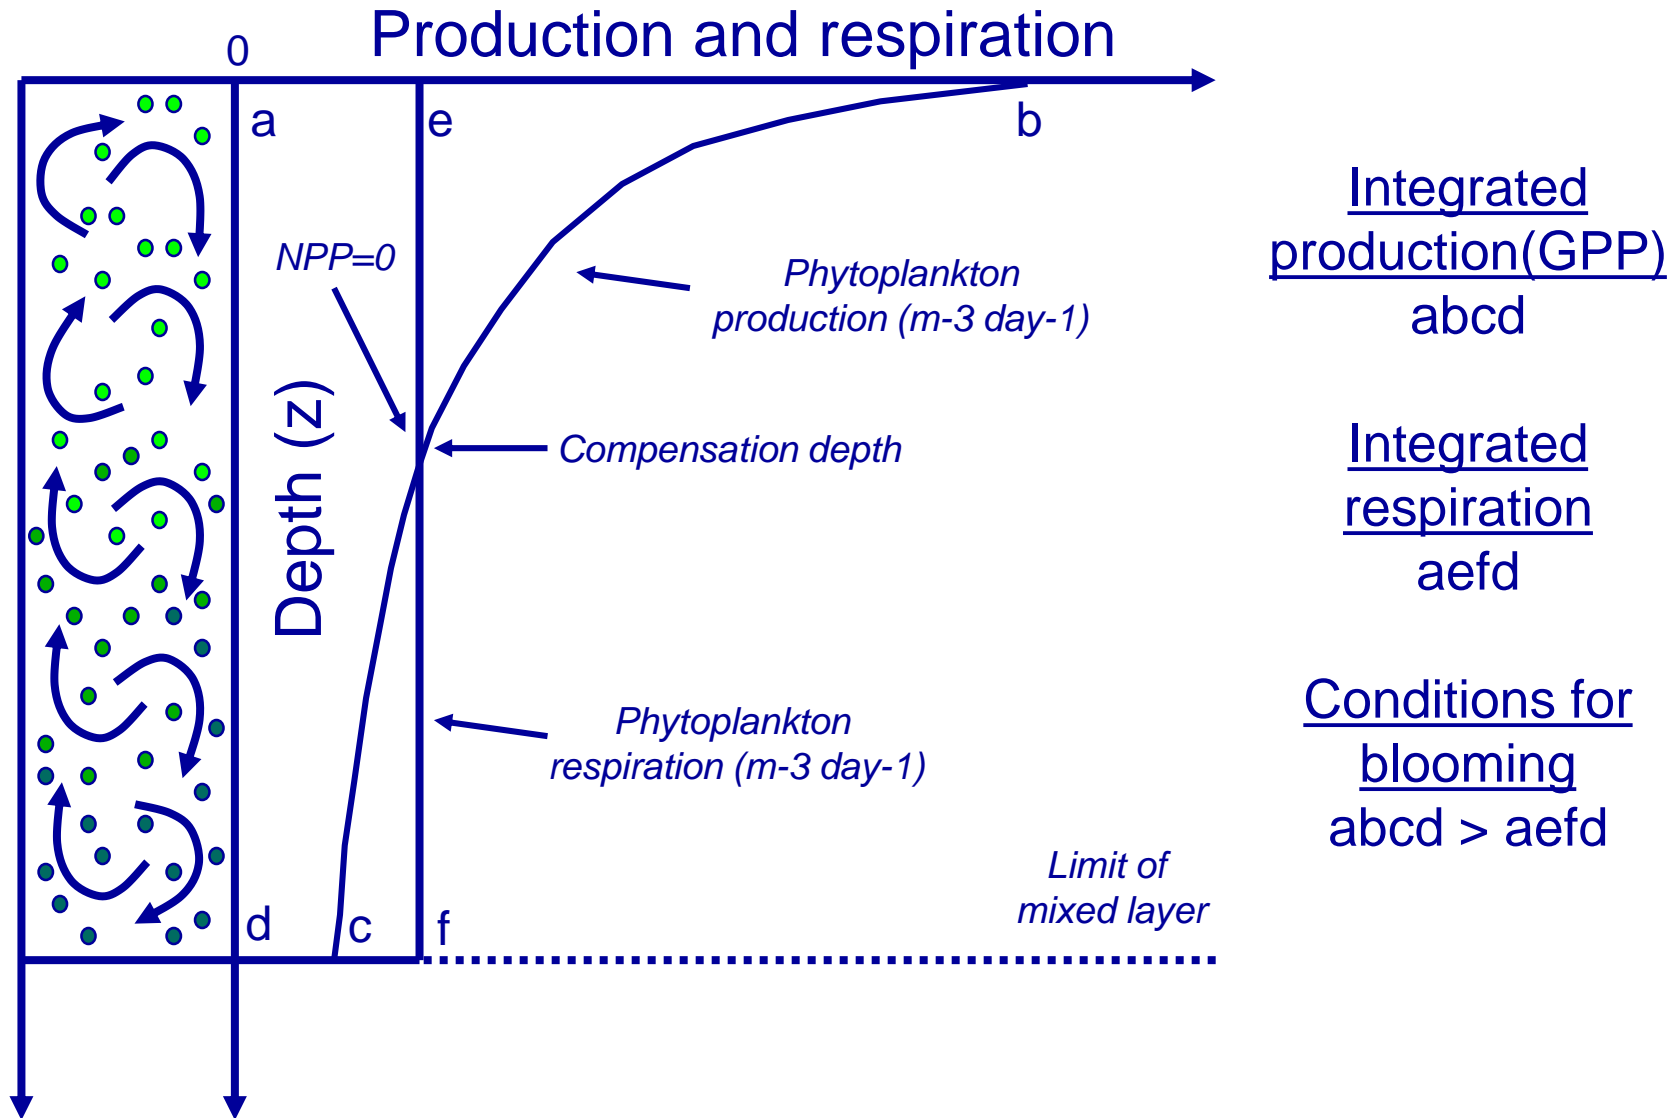 Production and respiration
0
a
e
b
NPP=0
Phytoplankton
production (m-3 day-1)
Depth (z)
Compensation depth
Phytoplankton
respiration (m-3 day-1)
Limit of
mixed layer
d
c
f
Integrated
production(GPP)
abcd
Integrated
respiration
aefd
Conditions for
blooming
abcd > aefd